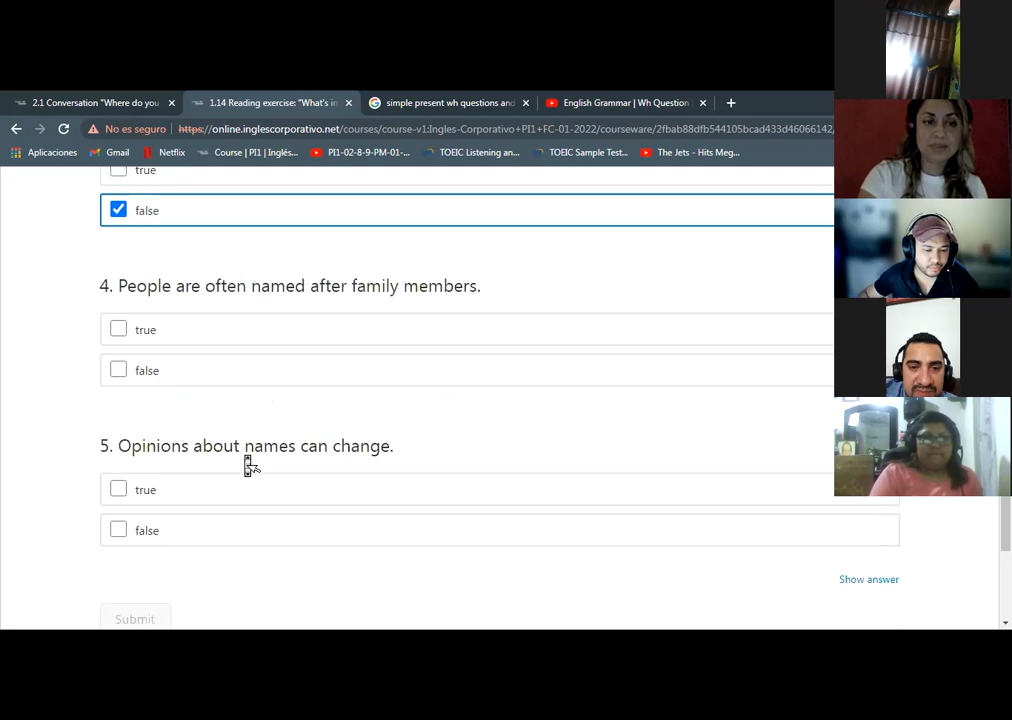 2.1 Conversation "Where do you
1.14 Reading exercise: "What's in
simple present wh questions and
English Grammar | Wh Question
No es seguro
https://online.inglescorporativo.net/courses/course-v1:Ingles-Corporativo+PI1+FC-01-2022/courseware/2fbab88dfb544105bcad433d46066142/
Aplicaciones
Gmail
Netflix
Course | PI1 | Inglés...
PI1-02-8-9-PM-01-...
TOEIC Listening an...
TOEIC Sample Test...
The Jets - Hits Meg...
true
false
4. People are often named after family members.
true
false
5. Opinions about names can change.
true
false
Show answer
Submit